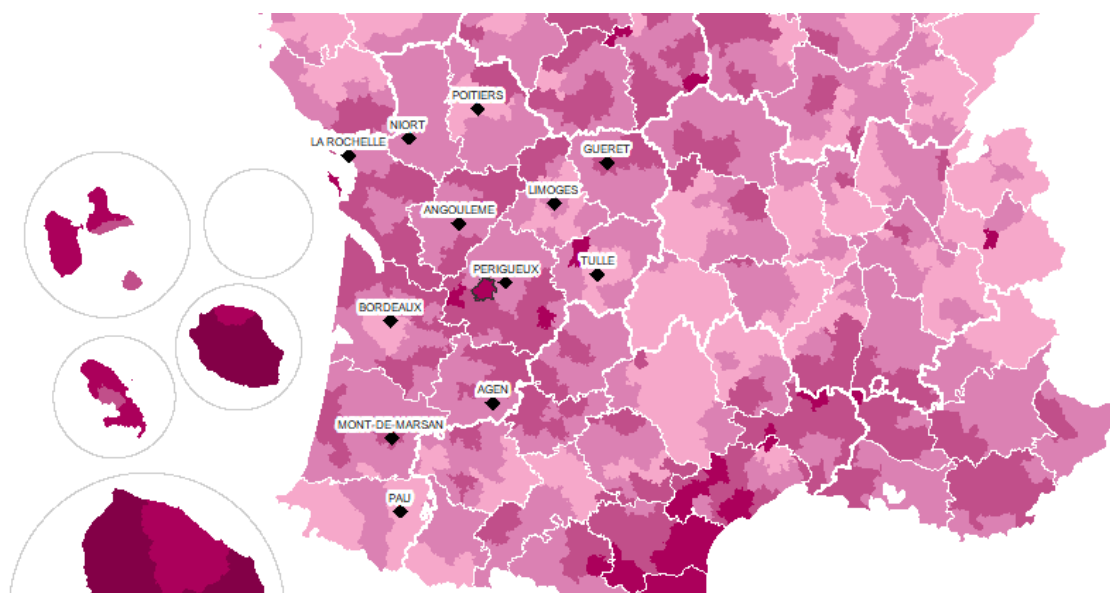 POITIERS
NIORT
LA ROCHELLE
GUERET
LIMOGES
ANGOULEME
PERIGUEUX
TULLE
BORDEAUX
AGEN
MONT-DE-MARSAN
PAU